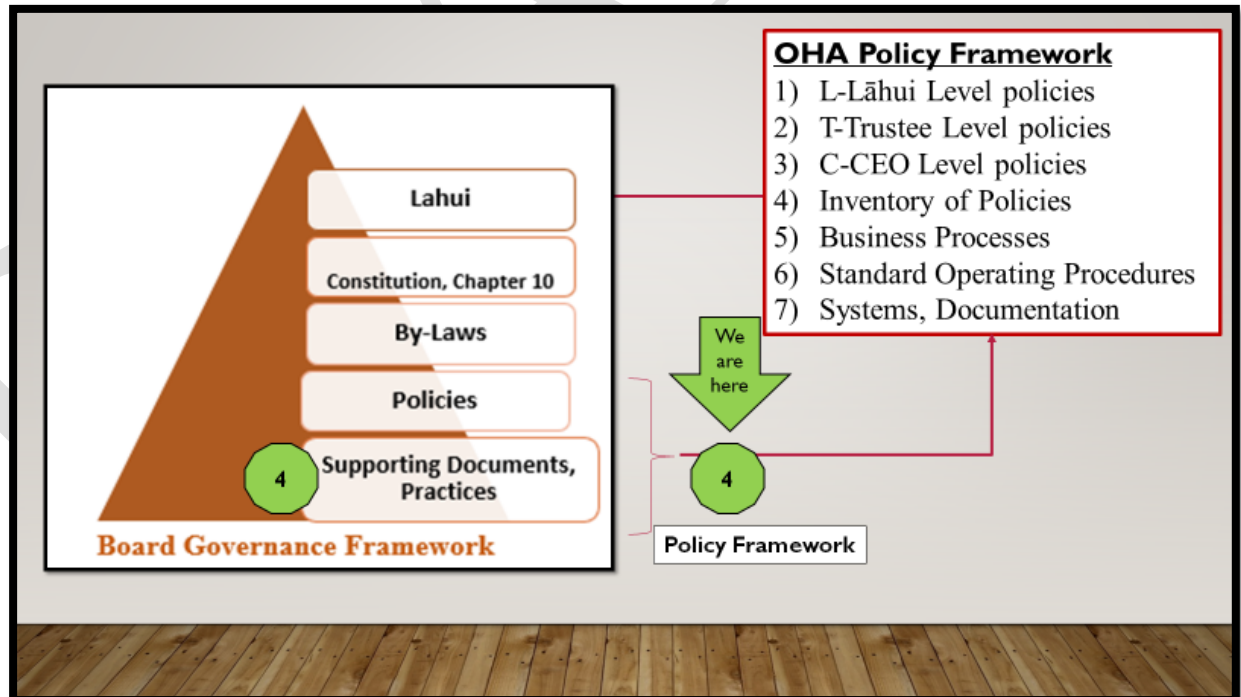 Lahui
Constitution, Chapter 10
By-Laws
Policies
4
Supporting Documents,
Practices
Board Governance Framework
We
are
here
4
Policy Framework
OHA Policy Framework
1) L-Lāhui Level policies
2) T-Trustee Level policies
3) C-CEO Level policies
4) Inventory of Policies
5) Business Processes
6) Standard Operating Procedures
7) Systems, Documentation